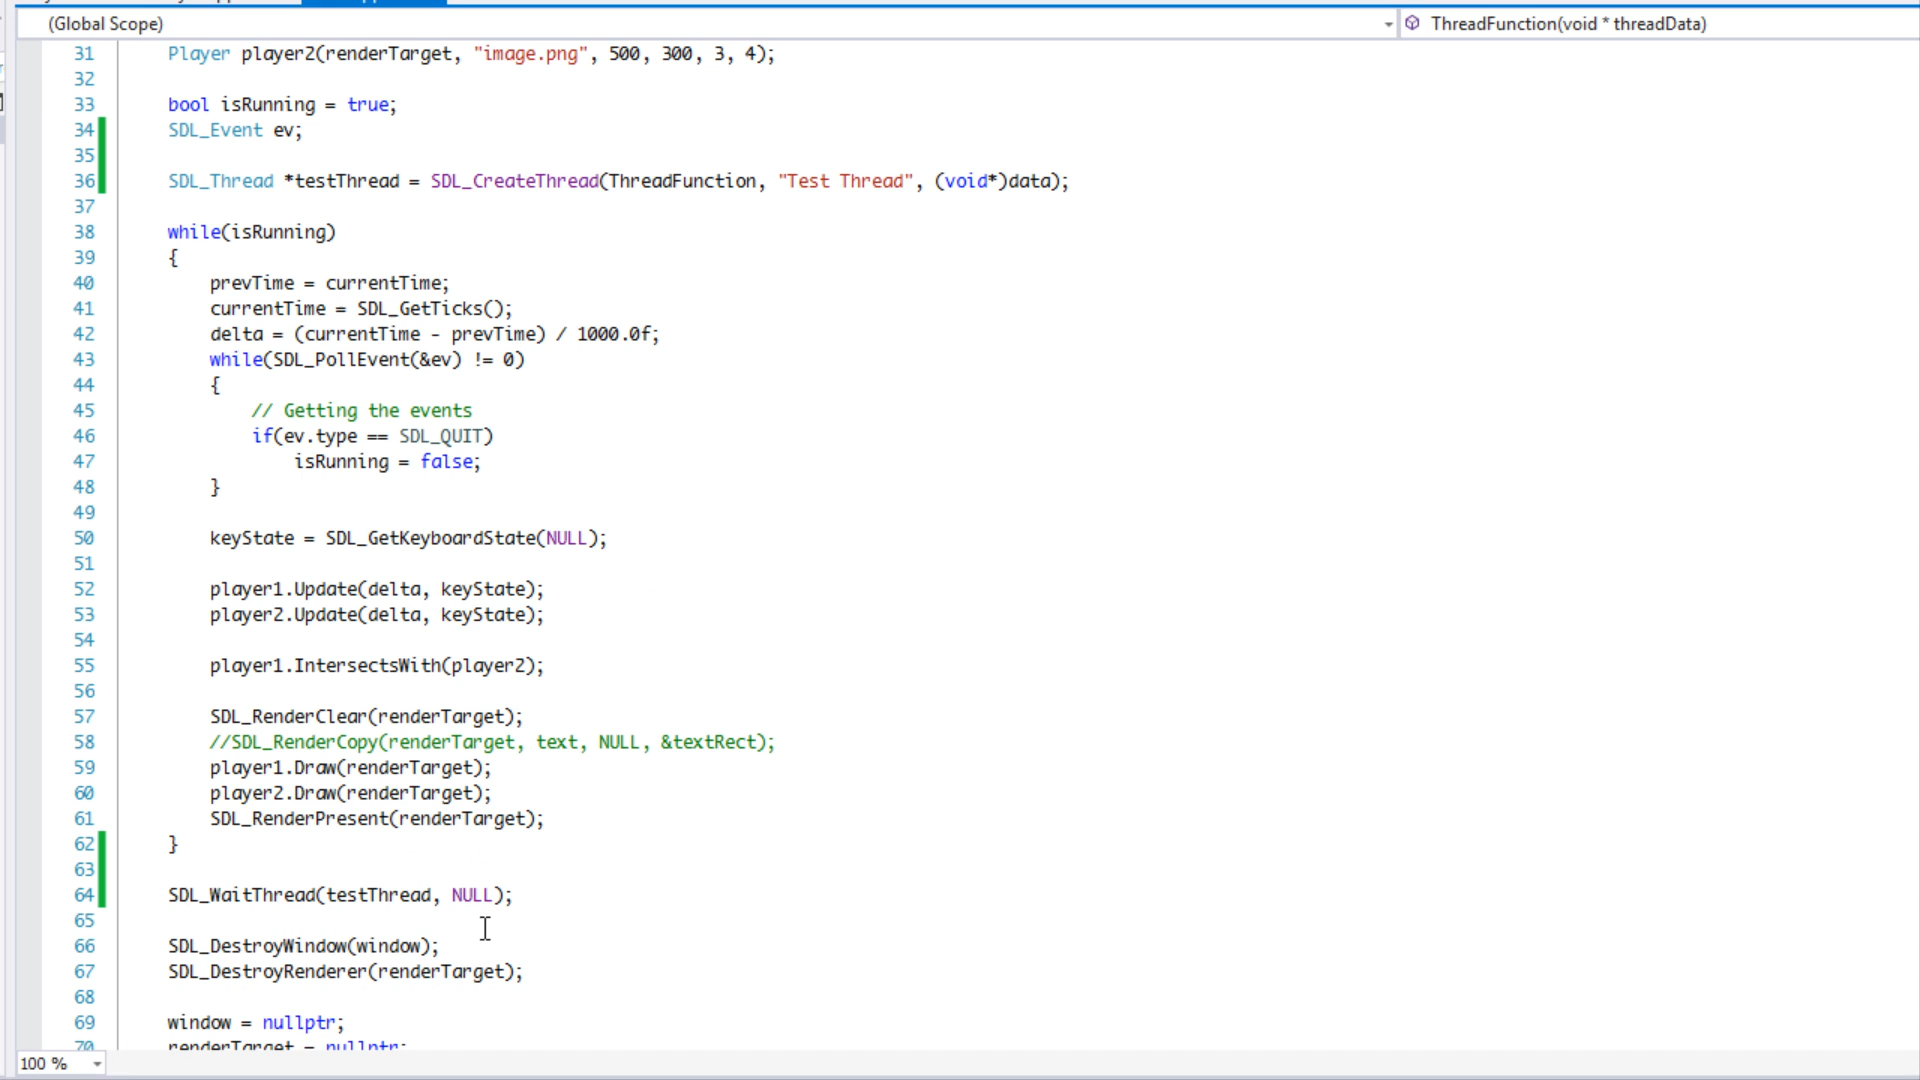 (Global Scope) ThreadFunction(void * threadData)
31 Player player2(renderTarget, "image.png", 500, 300, 3, 4);
32
33 bool isRunning = true;
34 SDL_Event ev;
35
36 SDL_Thread *testThread = SDL_CreateThread(ThreadFunction, "Test Thread", (void*)data);
37
38 while(isRunning)
39 {
40 prevTime = currentTime;
41 currentTime = SDL_GetTicks();
42 delta = (currentTime - prevTime) / 1000.0f;
43 while(SDL_PollEvent(&ev) != 0)
44 {
45 // Getting the events
46 if(ev.type == SDL_QUIT)
47 isRunning = false;
48 }
49
50 keyState = SDL_GetKeyboardState(NULL);
51
52 player1.Update(delta, keyState);
53 player2.Update(delta, keyState);
54
55 player1.IntersectsWith(player2);
56
57 SDL_RenderClear(renderTarget);
58 //SDL_RenderCopy(renderTarget, text, NULL, &textRect);
59 player1.Draw(renderTarget);
60 player2.Draw(renderTarget);
61 SDL_RenderPresent(renderTarget);
62 }
63
64 SDL_WaitThread(testThread, NULL);
65
66 SDL_DestroyWindow(window);
67 SDL_DestroyRenderer(renderTarget);
68
69 window = nullptr;
70 renderTarget = nullptr;
100 %